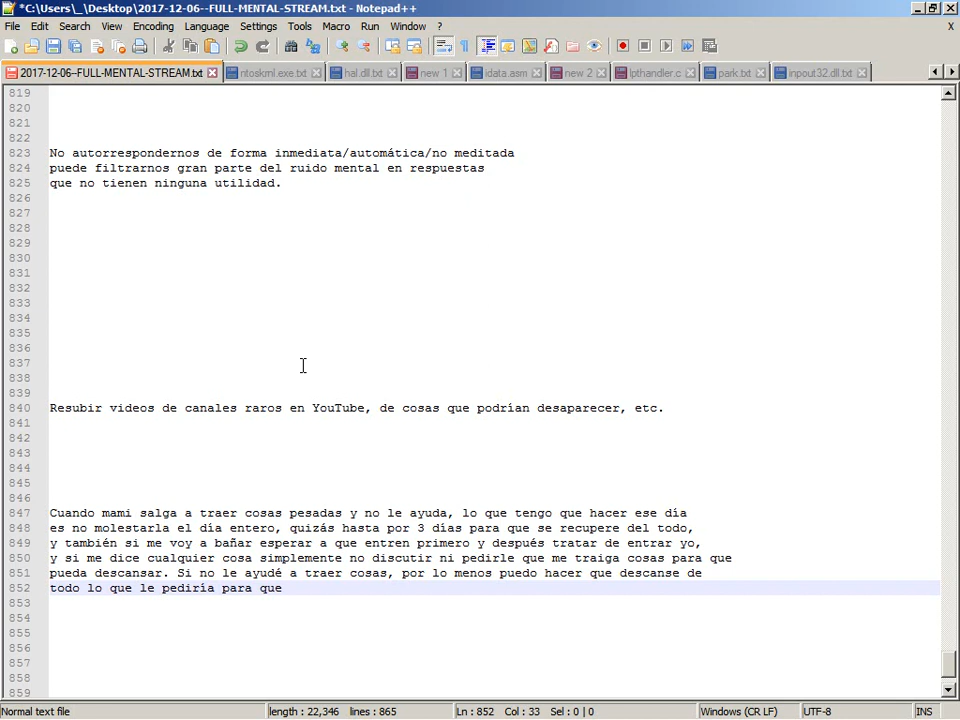 *C:\Users\_\Desktop\2017-12-06--FULL-MENTAL-STREAM.txt - Notepad++
File Edit Search View Encoding Language Settings Tools Macro Run Window ? X
2017-12-06--FULL-MENTAL-STREAM.txt ntoskrnl.exe.txt hal.dll.txt new 1 idata.asm new 2 lpthandler.c park.txt inpout32.dll.txt
819
820
821
822
823 No autorrespondernos de forma inmediata/automática/no meditada
824 puede filtrarnos gran parte del ruido mental en respuestas
825 que no tienen ninguna utilidad.
826
827
828
829
830
831
832
833
834
835
836
837
838
839
840 Resubir videos de canales raros en YouTube, de cosas que podrían desaparecer, etc.
841
842
843
844
845
846
847 Cuando mami salga a traer cosas pesadas y no le ayuda, lo que tengo que hacer ese día
848 es no molestarla el día entero, quizás hasta por 3 días para que se recupere del todo,
849 y también si me voy a bañar esperar a que entren primero y después tratar de entrar yo,
850 y si me dice cualquier cosa simplemente no discutir ni pedirle que me traiga cosas para que
851 pueda descansar. Si no le ayudé a traer cosas, por lo menos puedo hacer que descanse de
852 todo lo que le pediría para que
853
854
855
856
857
858
859
Normal text file length : 22,346 lines : 865 Ln : 852 Col : 33 Sel : 0 | 0 Windows (CR LF) UTF-8 INS